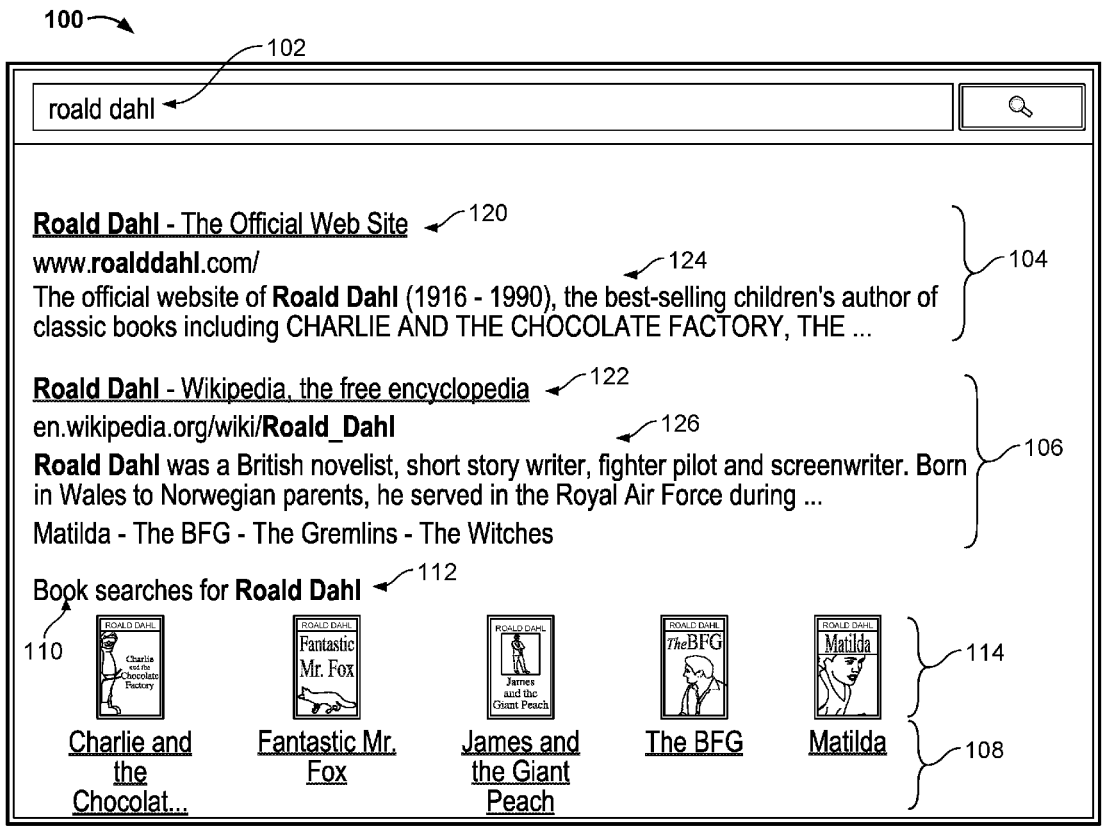 100
102
roald dahl
Roald Dahl - The Official Web Site
120
www.roalddahl.com/
124
104
The official website of Roald Dahl (1916 - 1990), the best-selling children's author of
classic books including CHARLIE AND THE CHOCOLATE FACTORY, THE ...
Roald Dahl - Wikipedia, the free encyclopedia
122
en.wikipedia.org/wiki/Roald_Dahl
126
106
Roald Dahl was a British novelist, short story writer, fighter pilot and screenwriter. Born
in Wales to Norwegian parents, he served in the Royal Air Force during ...
Matilda - The BFG - The Gremlins - The Witches
Book searches for Roald Dahl
112
110
ROALD DAHL
Charlie
and the
Chocolate
Factory
ROALD DAHL
Fantastic
Mr. Fox
ROALD DAHL
James
and the
Giant Peach
ROALD DAHL
The BFG
ROALD DAHL
Matilda
114
Charlie and
the
Chocolat...
Fantastic Mr.
Fox
James and
the Giant
Peach
The BFG
Matilda
108